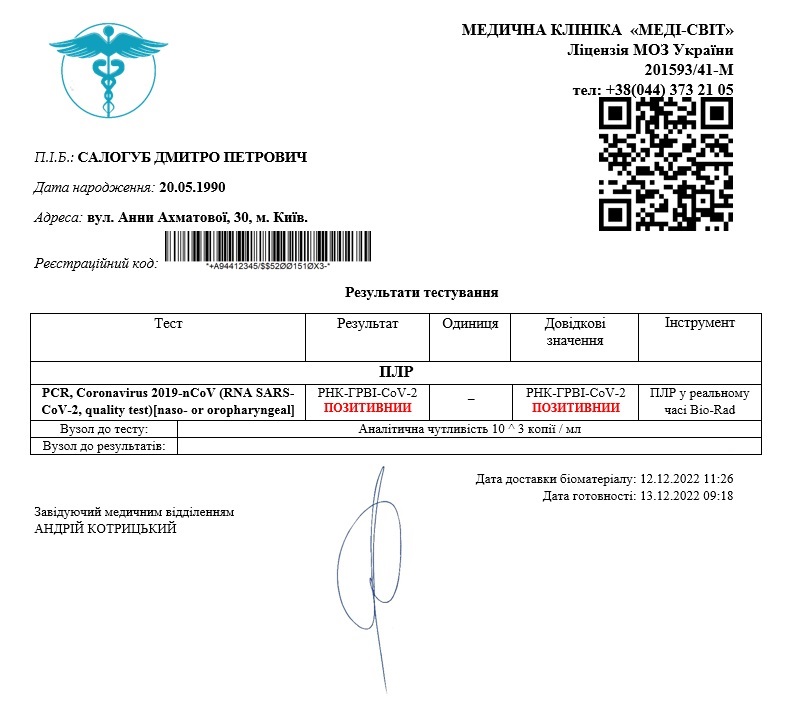 МЕДИЧНА КЛІНІКА «МЕДІ-СВІТ»
Ліцензія МОЗ України
201593/41-М
тел: +38(044) 373 21 05
П.І.Б.: САЛОГУБ ДМИТРО ПЕТРОВИЧ
Дата народження: 20.05.1990
Адреса: вул. Анни Ахматової, 30, м. Київ.
Реєстраційний код:
*+A94412345/$$52ØØ151ØX3-*
Результати тестування
Тест Результат Одиниця Довідкові значення Інструмент
ПЛР
PCR, Coronavirus 2019-nCoV (RNA SARS- РНК-ГРВІ-CoV-2 – РНК-ГРВІ-CoV-2 ПЛР у реальному
CoV-2, quality test)[naso- or oropharyngeal] ПОЗИТИВНИИ ПОЗИТИВНИИ часі Bio-Rad
Вузол до тесту: Аналітична чутливість 10 ^ 3 копії / мл
Вузол до результатів:
Дата доставки біоматеріалу: 12.12.2022 11:26
Дата готовності: 13.12.2022 09:18
Завідуючий медичним відділенням
АНДРІЙ КОТРИЦЬКИЙ